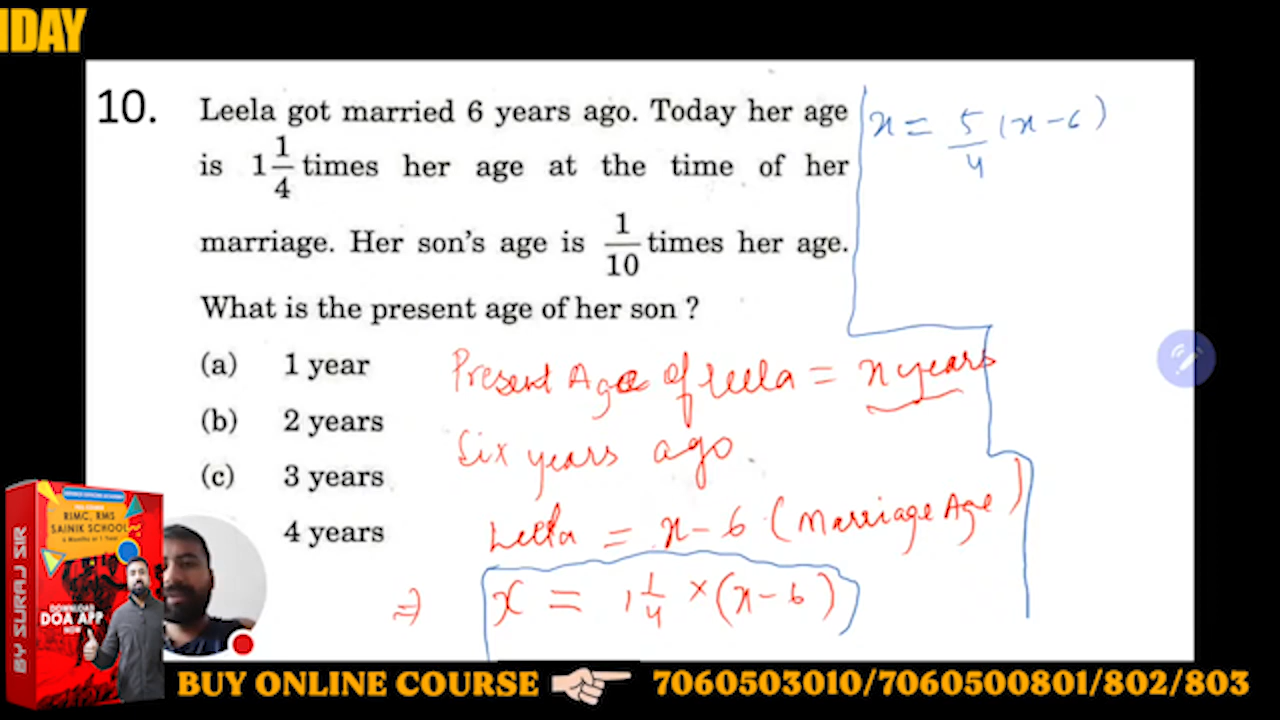 IDAY
10.
Leela got married 6 years ago. Today her age
is 1 1/4 times her age at the time of her
marriage. Her son's age is 1/10 times her age.
What is the present age of her son ?
(a) 1 year
(b) 2 years
(c) 3 years
4 years
x = 5/4 (x-6)
Present Age of leela = x years
Six years ago
Leela = x - 6 (Marriage Age)
⇒ x = 1 1/4 × (x-6)
BY SURAJ SIR
RIMC, RMS
SAINIK SCHOOL
DOWNLOAD
DOA APP
NOW
BUY ONLINE COURSE 7060503010/7060500801/802/803